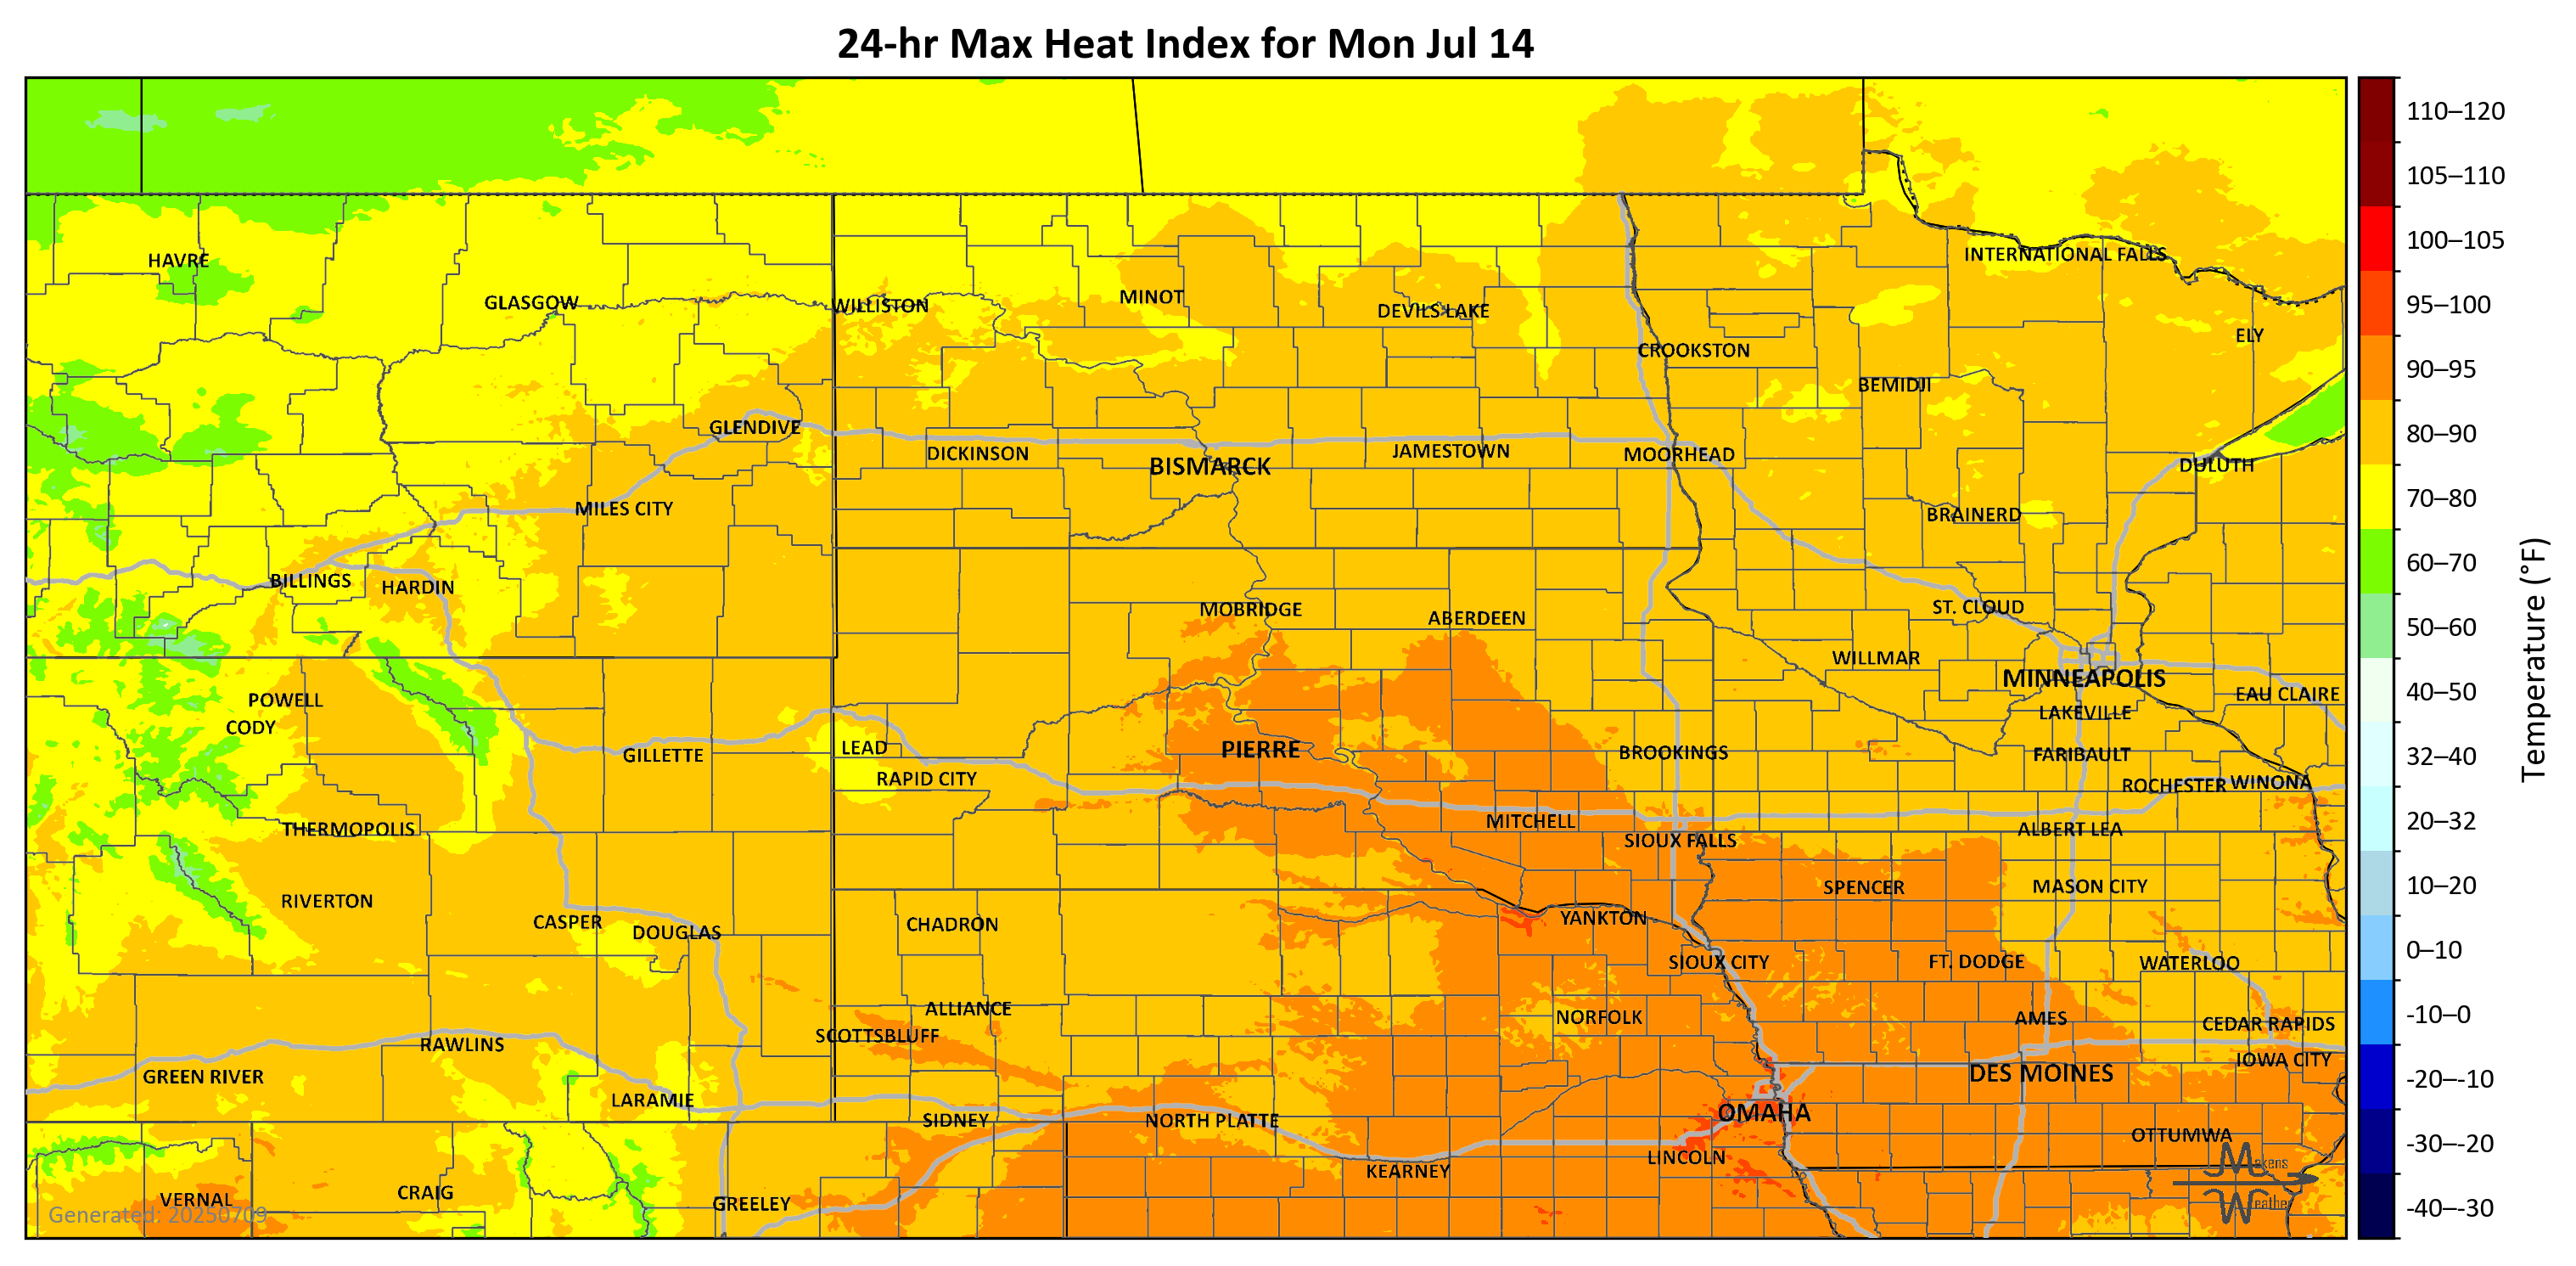 24-hr Max Heat Index for Mon Jul 14
110–120
105–110
HAVRE
INTERNATIONAL FALLS
100–105
GLASGOW
WILLISTON
MINOT
DEVILS LAKE
95–100
ELY
CROOKSTON
BEMIDJI
90–95
GLENDIVE
DICKINSON
BISMARCK
JAMESTOWN
MOORHEAD
DULUTH
80–90
MILES CITY
BRAINERD
70–80
BILLINGS
HARDIN
60–70
MOBRIDGE
ABERDEEN
ST. CLOUD
50–60
WILLMAR
MINNEAPOLIS
EAU CLAIRE
40–50
POWELL
CODY
LAKEVILLE
GILLETTE
LEAD
RAPID CITY
PIERRE
BROOKINGS
FARIBAULT
32–40
ROCHESTER
WINONA
THERMOPOLIS
MITCHELL
SIOUX FALLS
ALBERT LEA
20–32
RIVERTON
SPENCER
MASON CITY
10–20
CASPER
DOUGLAS
CHADRON
YANKTON
SIOUX CITY
FT. DODGE
WATERLOO
0–10
ALLIANCE
SCOTTSBLUFF
NORFOLK
AMES
CEDAR RAPIDS
-10–0
RAWLINS
IOWA CITY
GREEN RIVER
DES MOINES
-20–-10
LARAMIE
SIDNEY
NORTH PLATTE
OMAHA
OTTUMWA
-30–-20
KEARNEY
LINCOLN
VERNAL
CRAIG
GREELEY
-40–-30
Makens
Weather
Generated: 20250709
Temperature (°F)